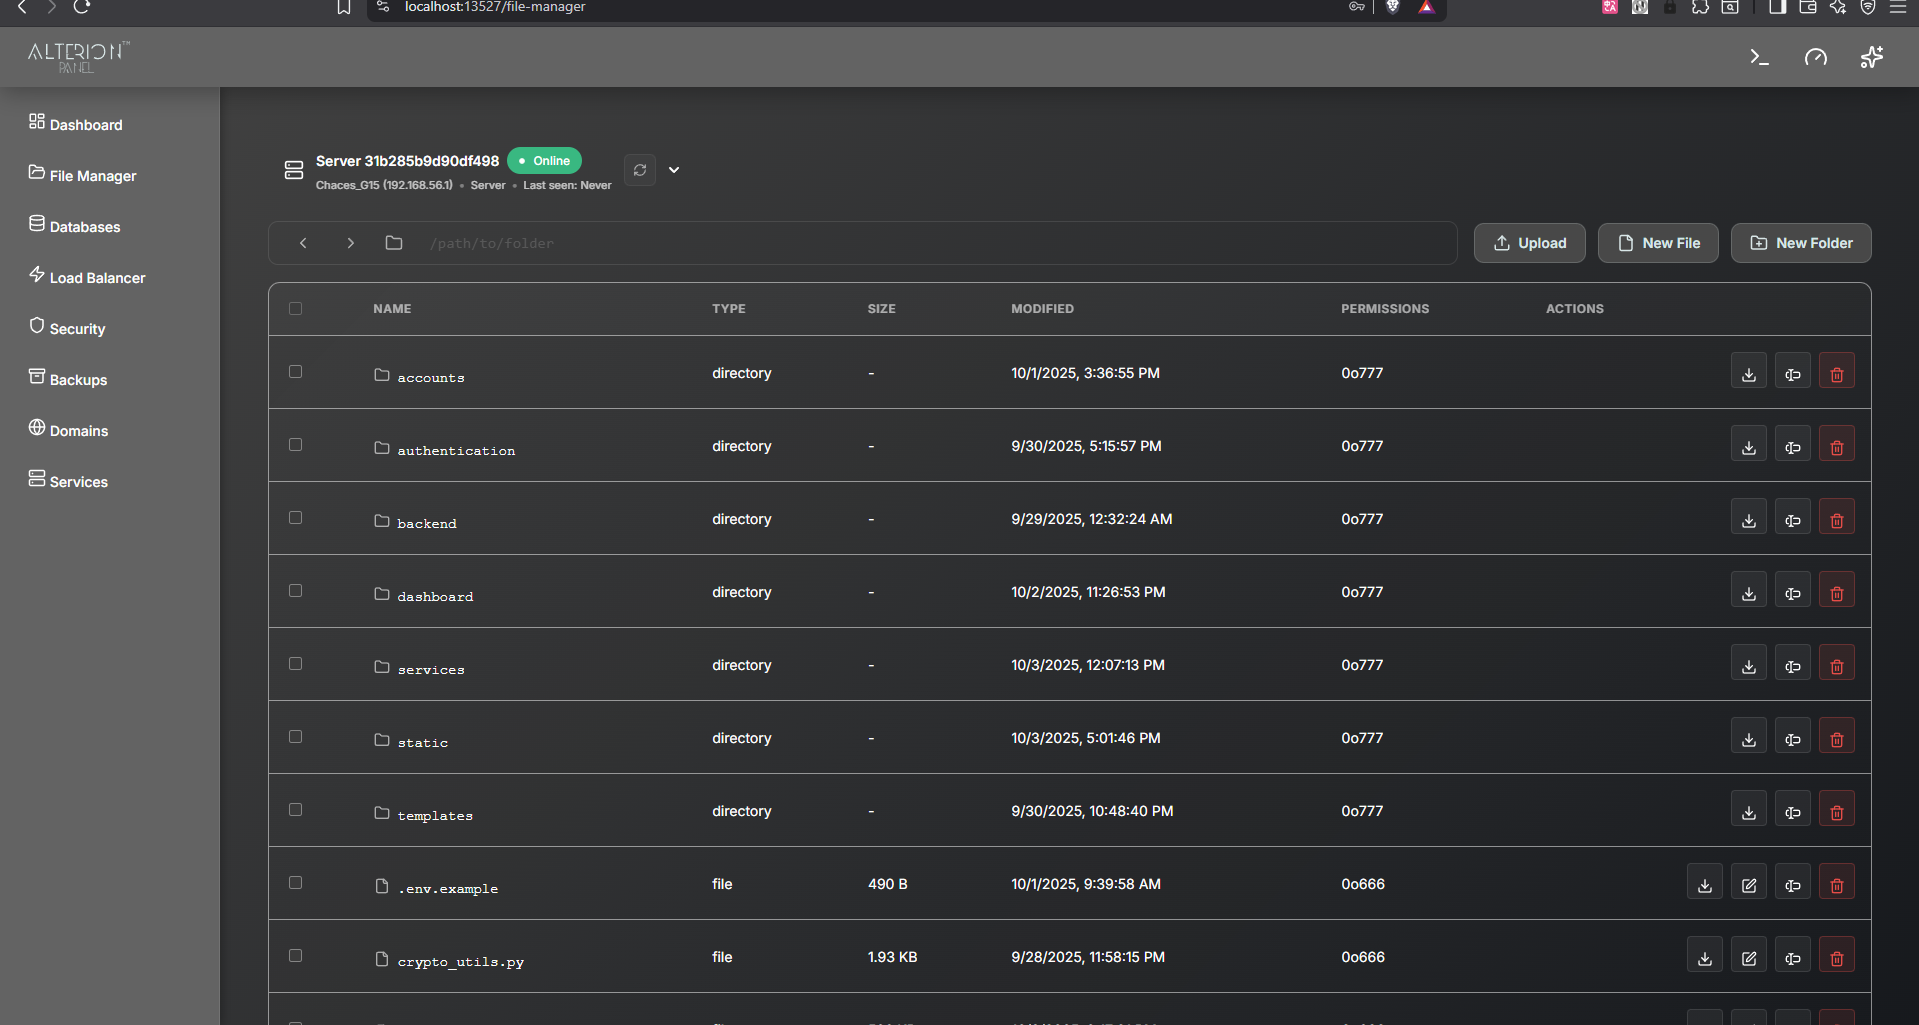 localhost:13527/file-manager
ALTERION™
PANEL
Dashboard
File Manager
Databases
Load Balancer
Security
Backups
Domains
Services
Server 31b285b9d90df498 • Online
Chaces_G15 (192.168.56.1) • Server • Last seen: Never
/path/to/folder
Upload
New File
New Folder
NAME TYPE SIZE MODIFIED PERMISSIONS ACTIONS
accounts directory - 10/1/2025, 3:36:55 PM 0o777
authentication directory - 9/30/2025, 5:15:57 PM 0o777
backend directory - 9/29/2025, 12:32:24 AM 0o777
dashboard directory - 10/2/2025, 11:26:53 PM 0o777
services directory - 10/3/2025, 12:07:13 PM 0o777
static directory - 10/3/2025, 5:01:46 PM 0o777
templates directory - 9/30/2025, 10:48:40 PM 0o777
.env.example file 490 B 10/1/2025, 9:39:58 AM 0o666
crypto_utils.py file 1.93 KB 9/28/2025, 11:58:15 PM 0o666